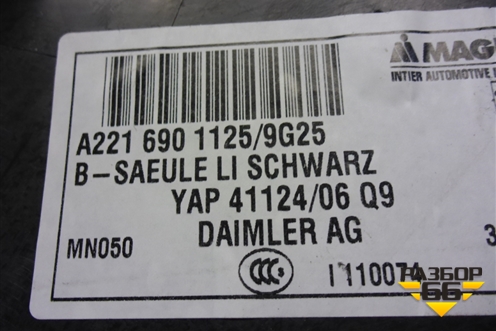 MAG
INTIER AUTOMOTIVE
A221 690 1125/9G25
B-SAEULE LI SCHWARZ
YAP 41124/06 Q9
DAIMLER AG
MN050
CCC S
РАЗБОР
66